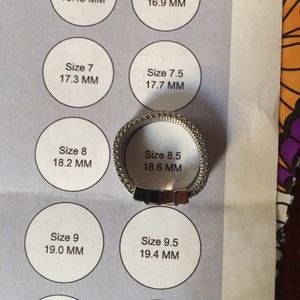 16.9 MM
Size 7
17.3 MM
Size 7.5
17.7 MM
Size 8
18.2 MM
Size 8.5
18.6 MM
Size 9
19.0 MM
Size 9.5
19.4 MM